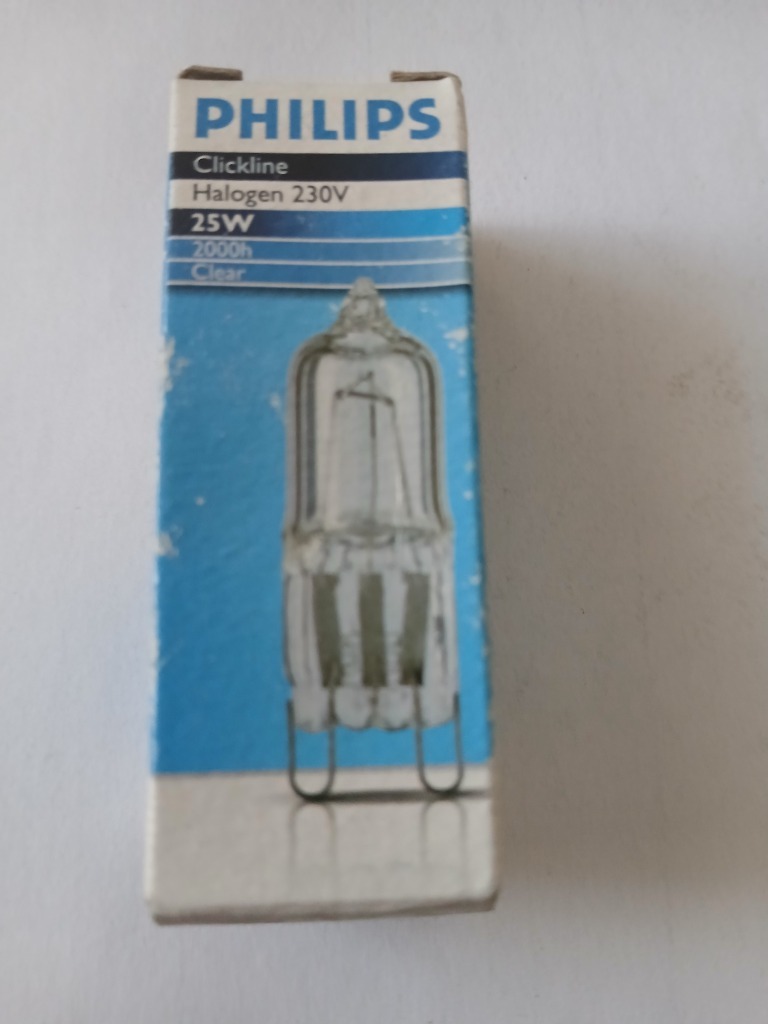 PHILIPS
Clickline
Halogen 230V
25W
2000h
Clear